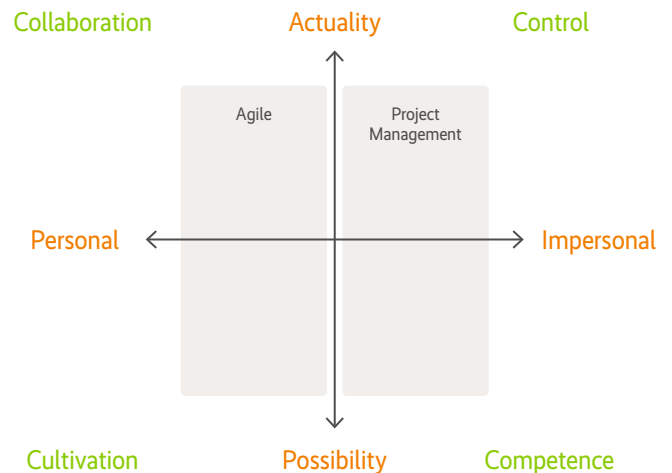 Collaboration
Actuality
Control
Agile
Project
Management
Personal
Impersonal
Cultivation
Possibility
Competence